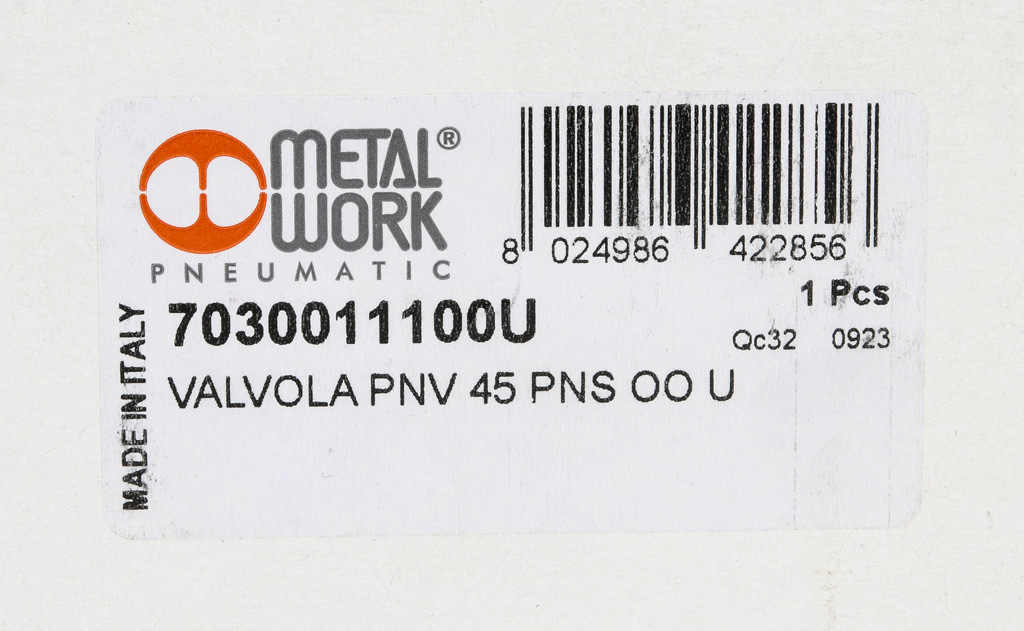 METAL®
WORK
PNEUMATIC
8 024986 422856
1 Pcs
7030011100U
Qc32 0923
VALVOLA PNV 45 PNS OO U
MADE IN ITALY